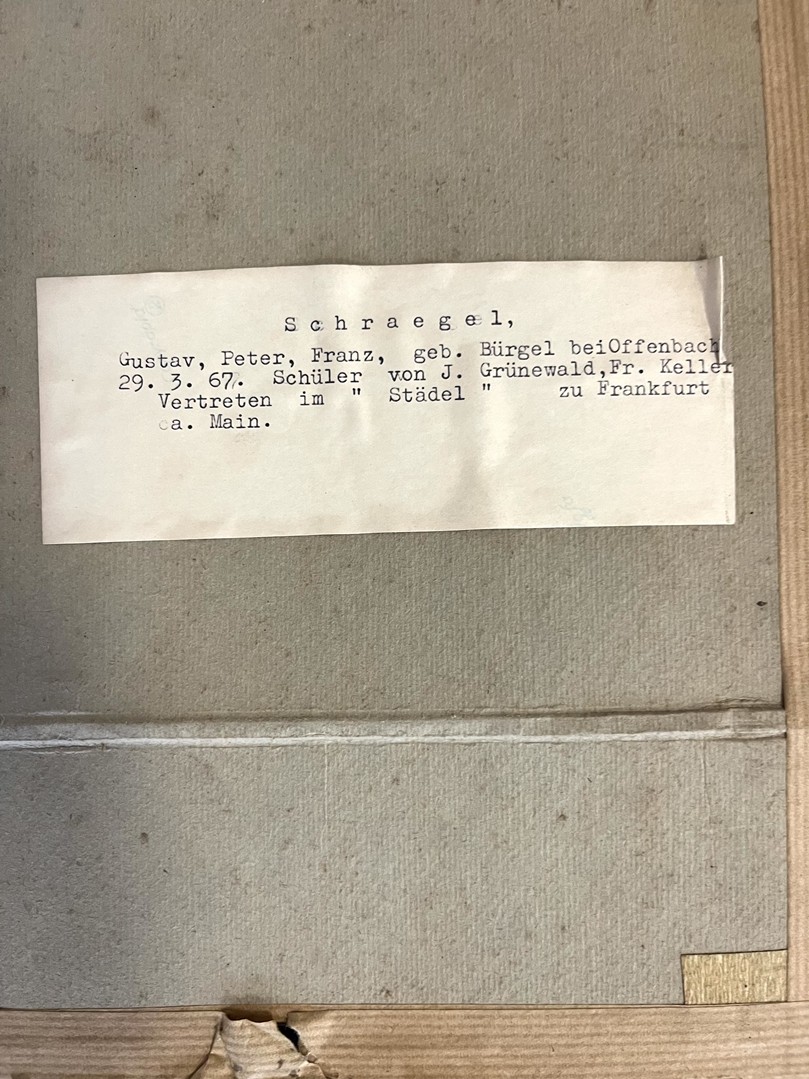 Schraegel,
Gustav, Peter, Franz, geb. Bürgel beiOffenbach
29. 3. 67. Schüler von J. Grünewald,Fr. Keller
Vertreten im " Städel " zu Frankfurt
a. Main.